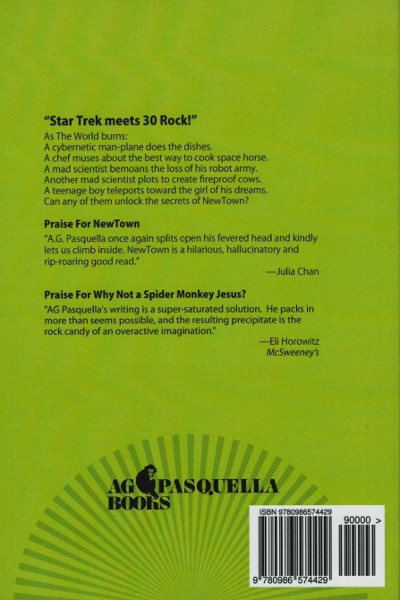 "Star Trek meets 30 Rock!"
As The World burns:
A cybernetic man-plane does the dishes.
A chef muses about the best way to cook space horse.
A mad scientist bemoans the loss of his robot army.
Another mad scientist plots to create fireproof cows.
A teenage boy teleports toward the girl of his dreams.
Can any of them unlock the secrets of NewTown?
Praise For NewTown
"A.G. Pasquella once again splits open his fevered head and kindly
lets us climb inside. NewTown is a hilarious, hallucinatory and
rip-roaring good read."
—Julia Chan
Praise For Why Not a Spider Monkey Jesus?
"AG Pasquella's writing is a super-saturated solution. He packs in
more than seems possible, and the resulting precipitate is the
rock candy of an overactive imagination."
—Eli Horowitz
McSweeney's
AG PASQUELLA
BOOKS
ISBN 9780986574429
90000 >
9 780986 574429